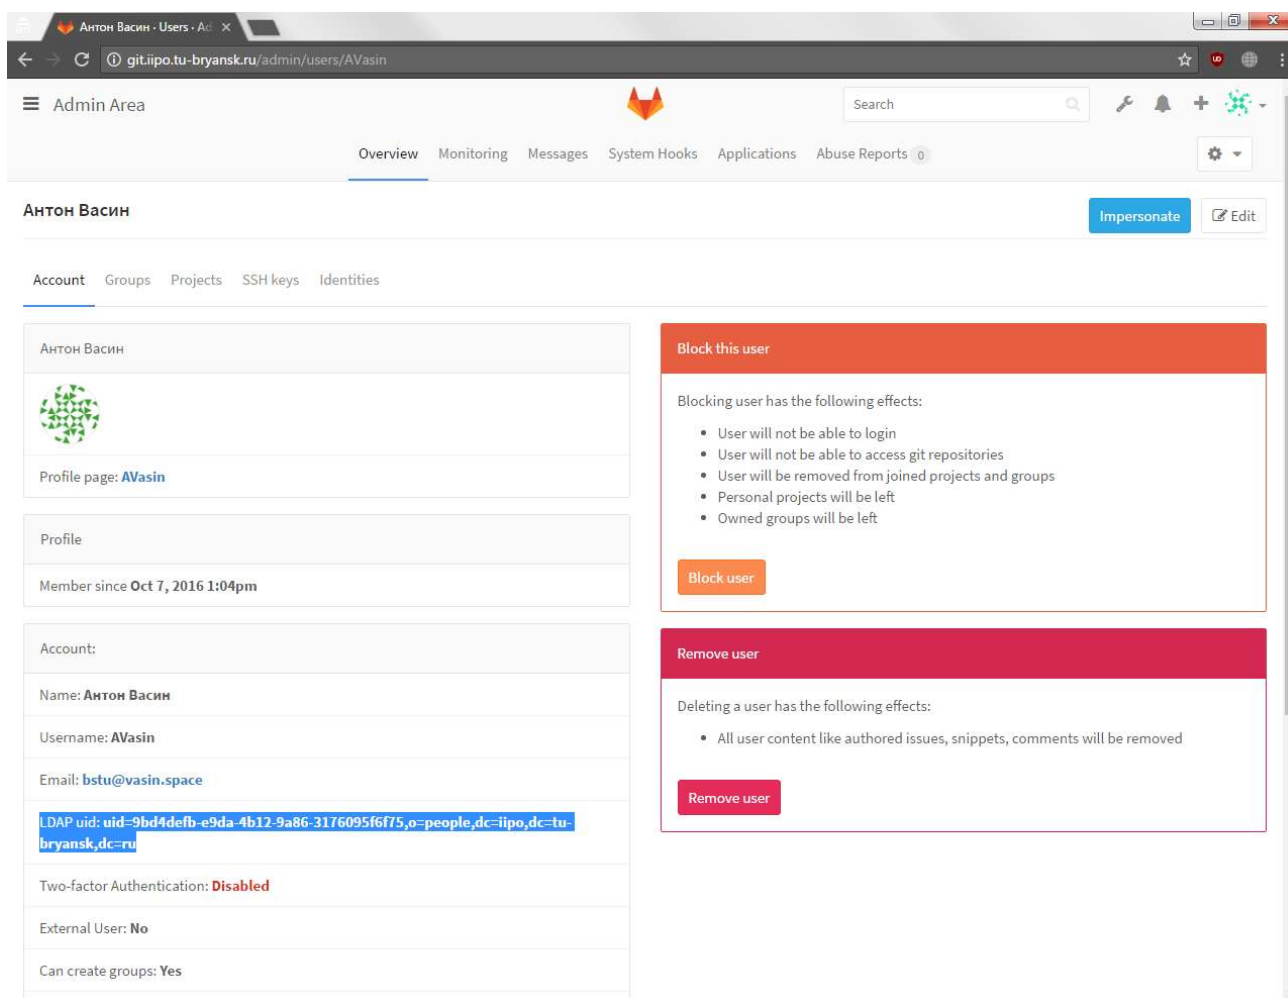 Антон Васин · Users · Ad
git.iipo.tu-bryansk.ru/admin/users/AVasin
Admin Area
Search
Overview Monitoring Messages System Hooks Applications Abuse Reports 0
Антон Васин
Impersonate Edit
Account Groups Projects SSH keys Identities
Антон Васин
Profile page: AVasin
Profile
Member since Oct 7, 2016 1:04pm
Account:
Name: Антон Васин
Username: AVasin
Email: bstu@vasin.space
LDAP uid: uid=9bd4defb-e9da-4b12-9a86-3176095f6f75,o=people,dc=iipo,dc=tu-
bryansk,dc=ru
Two-factor Authentication: Disabled
External User: No
Can create groups: Yes
Block this user
Blocking user has the following effects:
• User will not be able to login
• User will not be able to access git repositories
• User will be removed from joined projects and groups
• Personal projects will be left
• Owned groups will be left
Block user
Remove user
Deleting a user has the following effects:
• All user content like authored issues, snippets, comments will be removed
Remove user